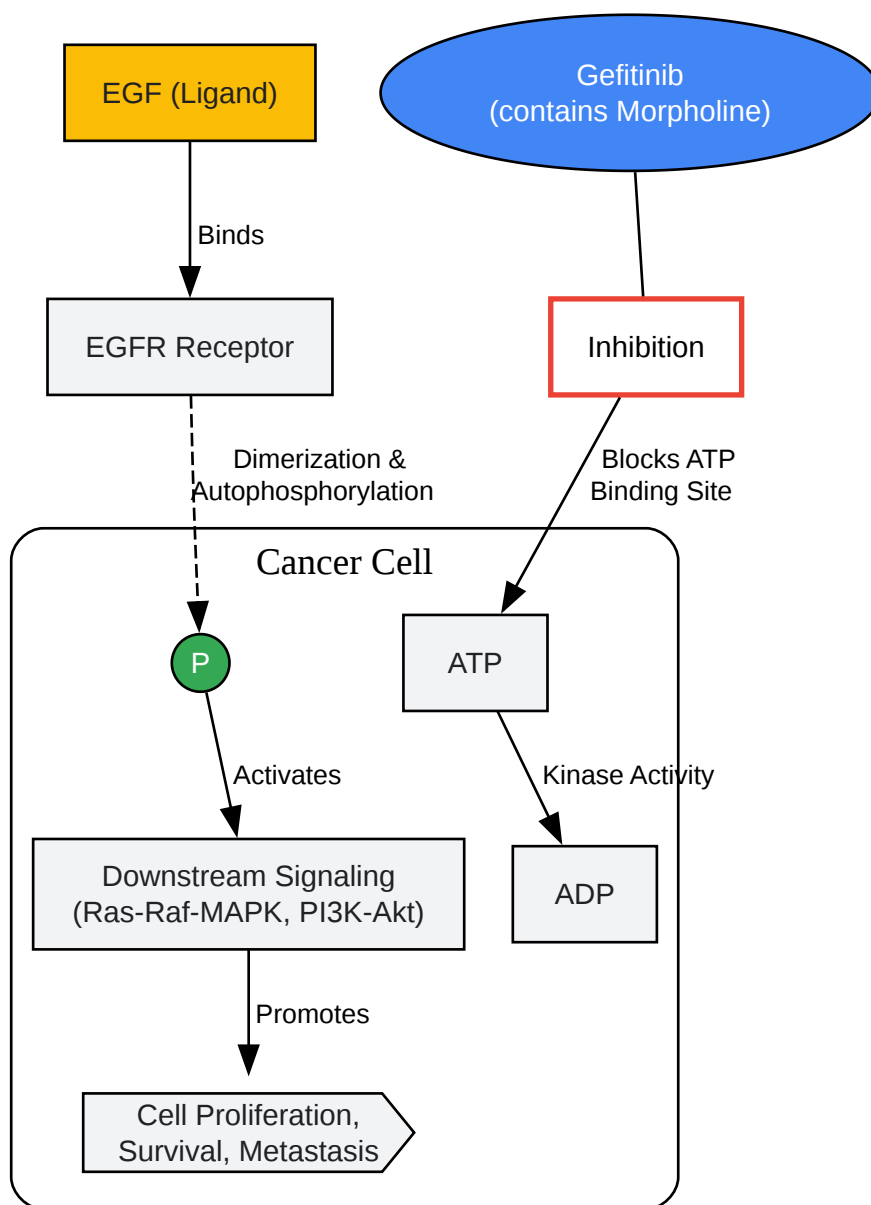 EGF (Ligand)
Gefitinib
(contains Morpholine)
Binds
EGFR Receptor
Inhibition
Dimerization &
Autophosphorylation
Blocks ATP
Binding Site
Cancer Cell
P
ATP
Activates
Kinase Activity
Downstream Signaling
(Ras-Raf-MAPK, PI3K-Akt)
ADP
Promotes
Cell Proliferation,
Survival, Metastasis